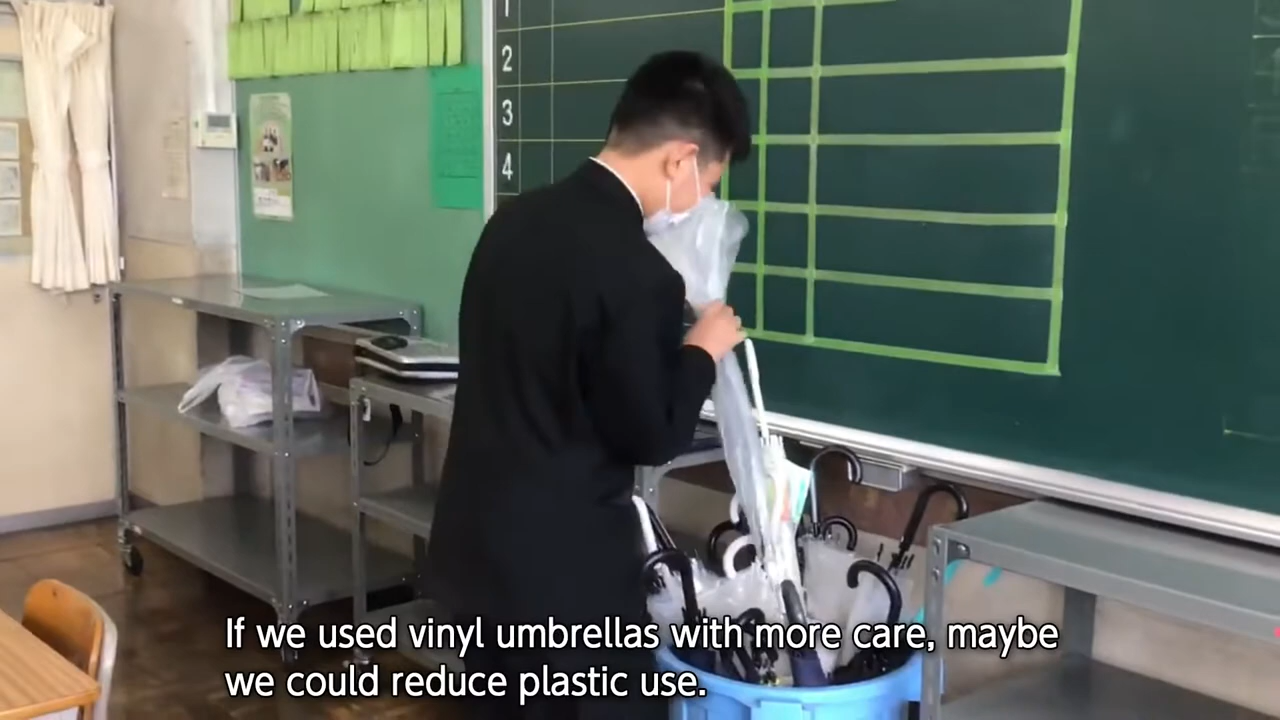 1
2
3
4
If we used vinyl umbrellas with more care, maybe
we could reduce plastic use.